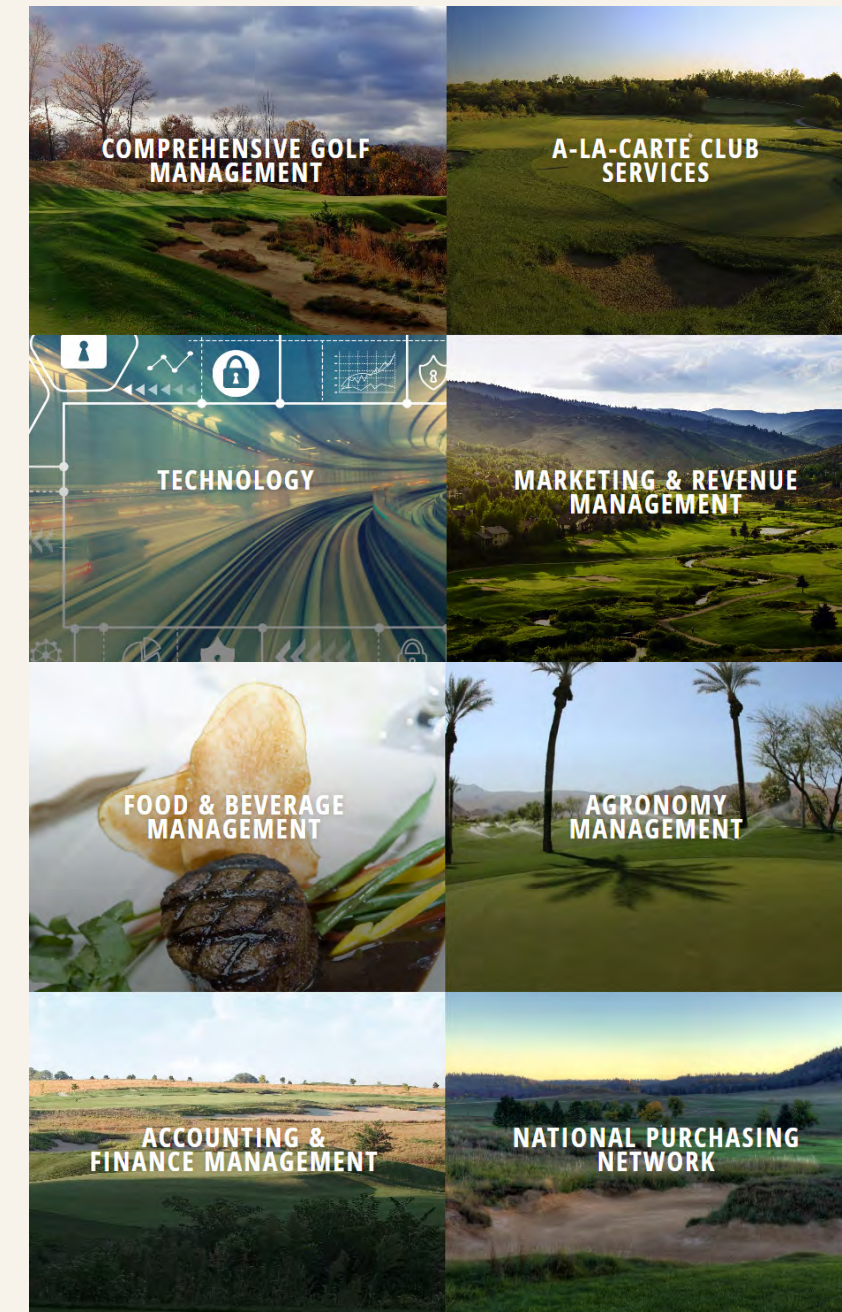 COMPREHENSIVE GOLF
MANAGEMENT
A-LA-CARTE CLUB
SERVICES
TECHNOLOGY
MARKETING & REVENUE
MANAGEMENT
FOOD & BEVERAGE
MANAGEMENT
AGRONOMY
MANAGEMENT
ACCOUNTING &
FINANCE MANAGEMENT
NATIONAL PURCHASING
NETWORK